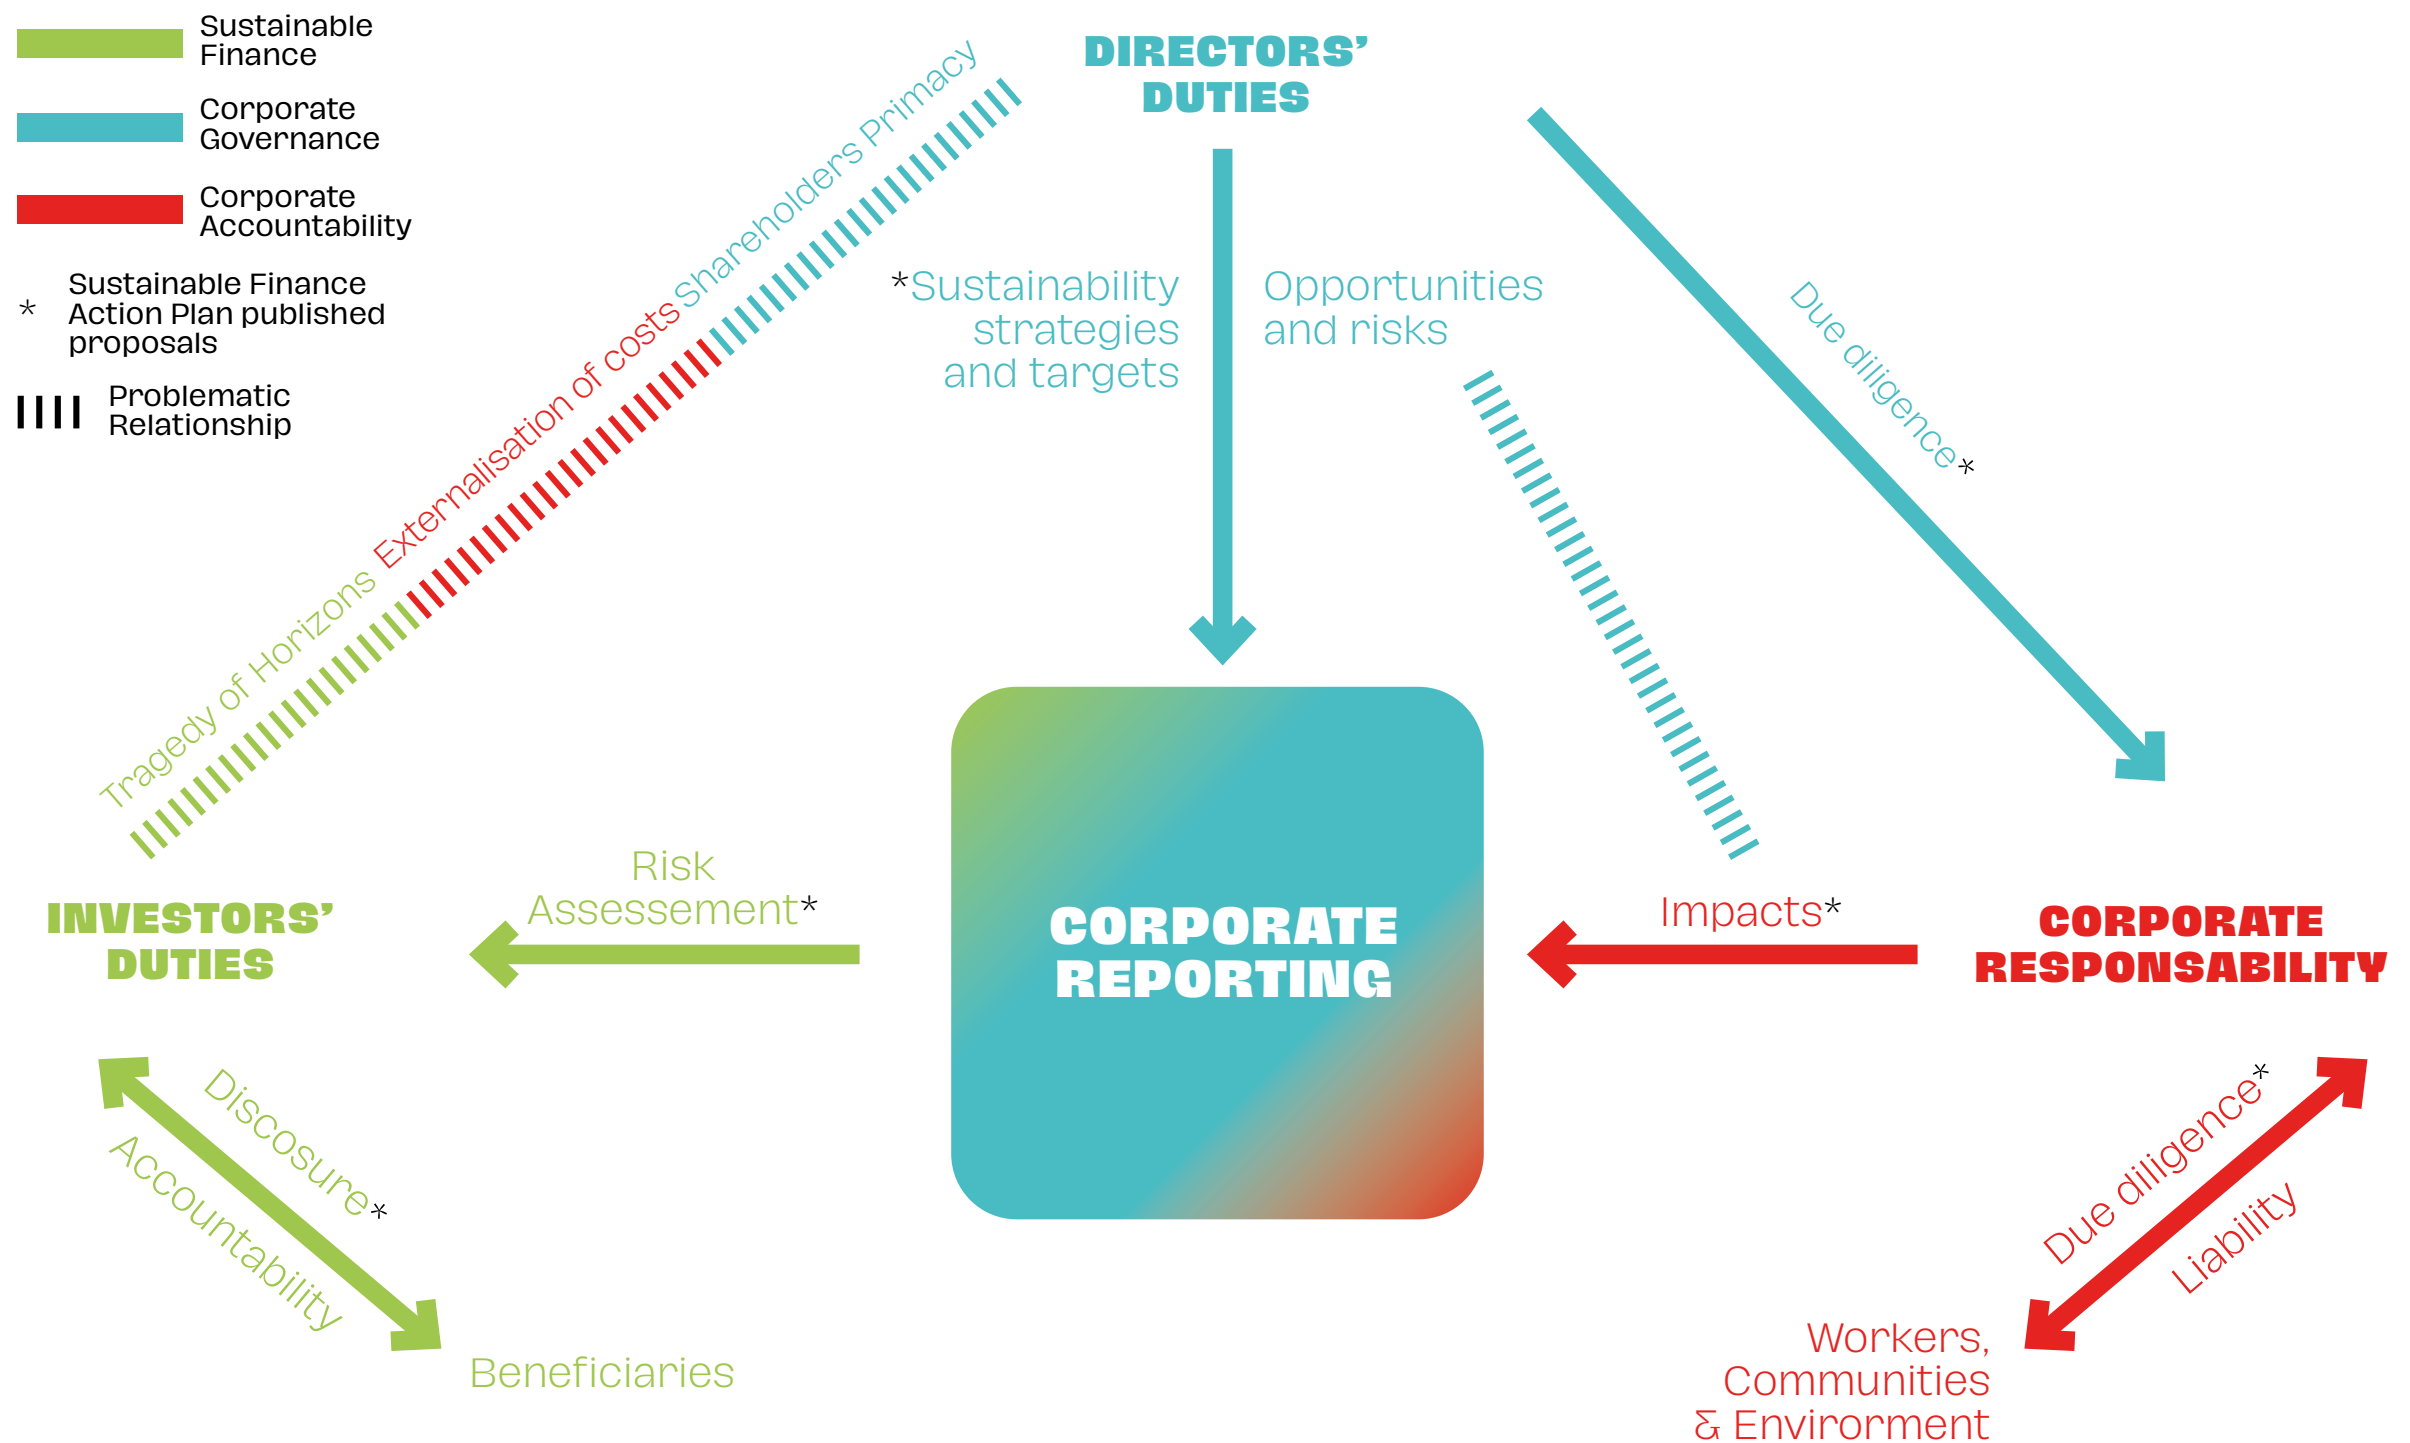 Sustainable
Finance
Corporate
Governance
Corporate
Accountability
* Sustainable Finance
Action Plan published
proposals
Problematic
Relationship
DIRECTORS’
DUTIES
Tragedy of Horizons
Externalisation of costs
Shareholders Primacy
*Sustainability
strategies
and targets
Opportunities
and risks
Due diligence*
Risk
Assessement*
INVESTORS’
DUTIES
CORPORATE
REPORTING
Impacts*
CORPORATE
RESPONSABILITY
Discosure*
Accountability
Beneficiaries
Due diligence*
Liability
Workers,
Communities
& Envirorment